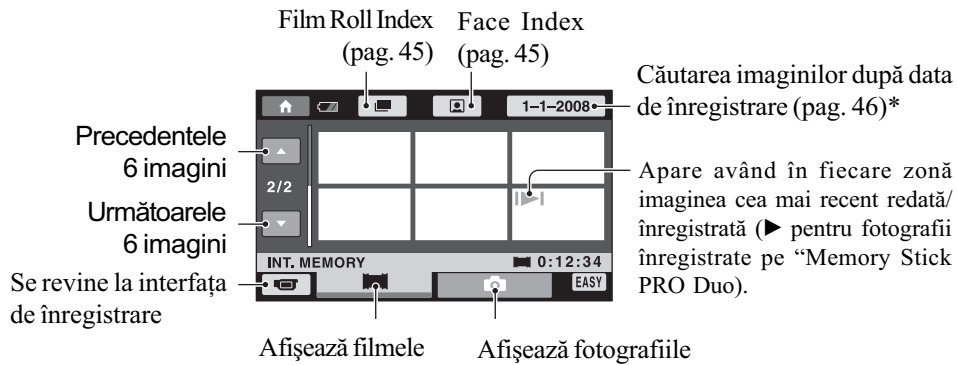 Film Roll Index
(pag. 45)
Face Index
(pag. 45)
Căutarea imaginilor după data
de înregistrare (pag. 46)*
1–1–2008
Precedentele
6 imagini
2/2
Următoarele
6 imagini
Apare având în fiecare zonă
imaginea cea mai recent redată/
înregistrată (▶ pentru fotografii
înregistrate pe “Memory Stick
PRO Duo).
INT. MEMORY
0:12:34
EASY
Se revine la interfaţa
de înregistrare
Afişează filmele
Afişează fotografiile